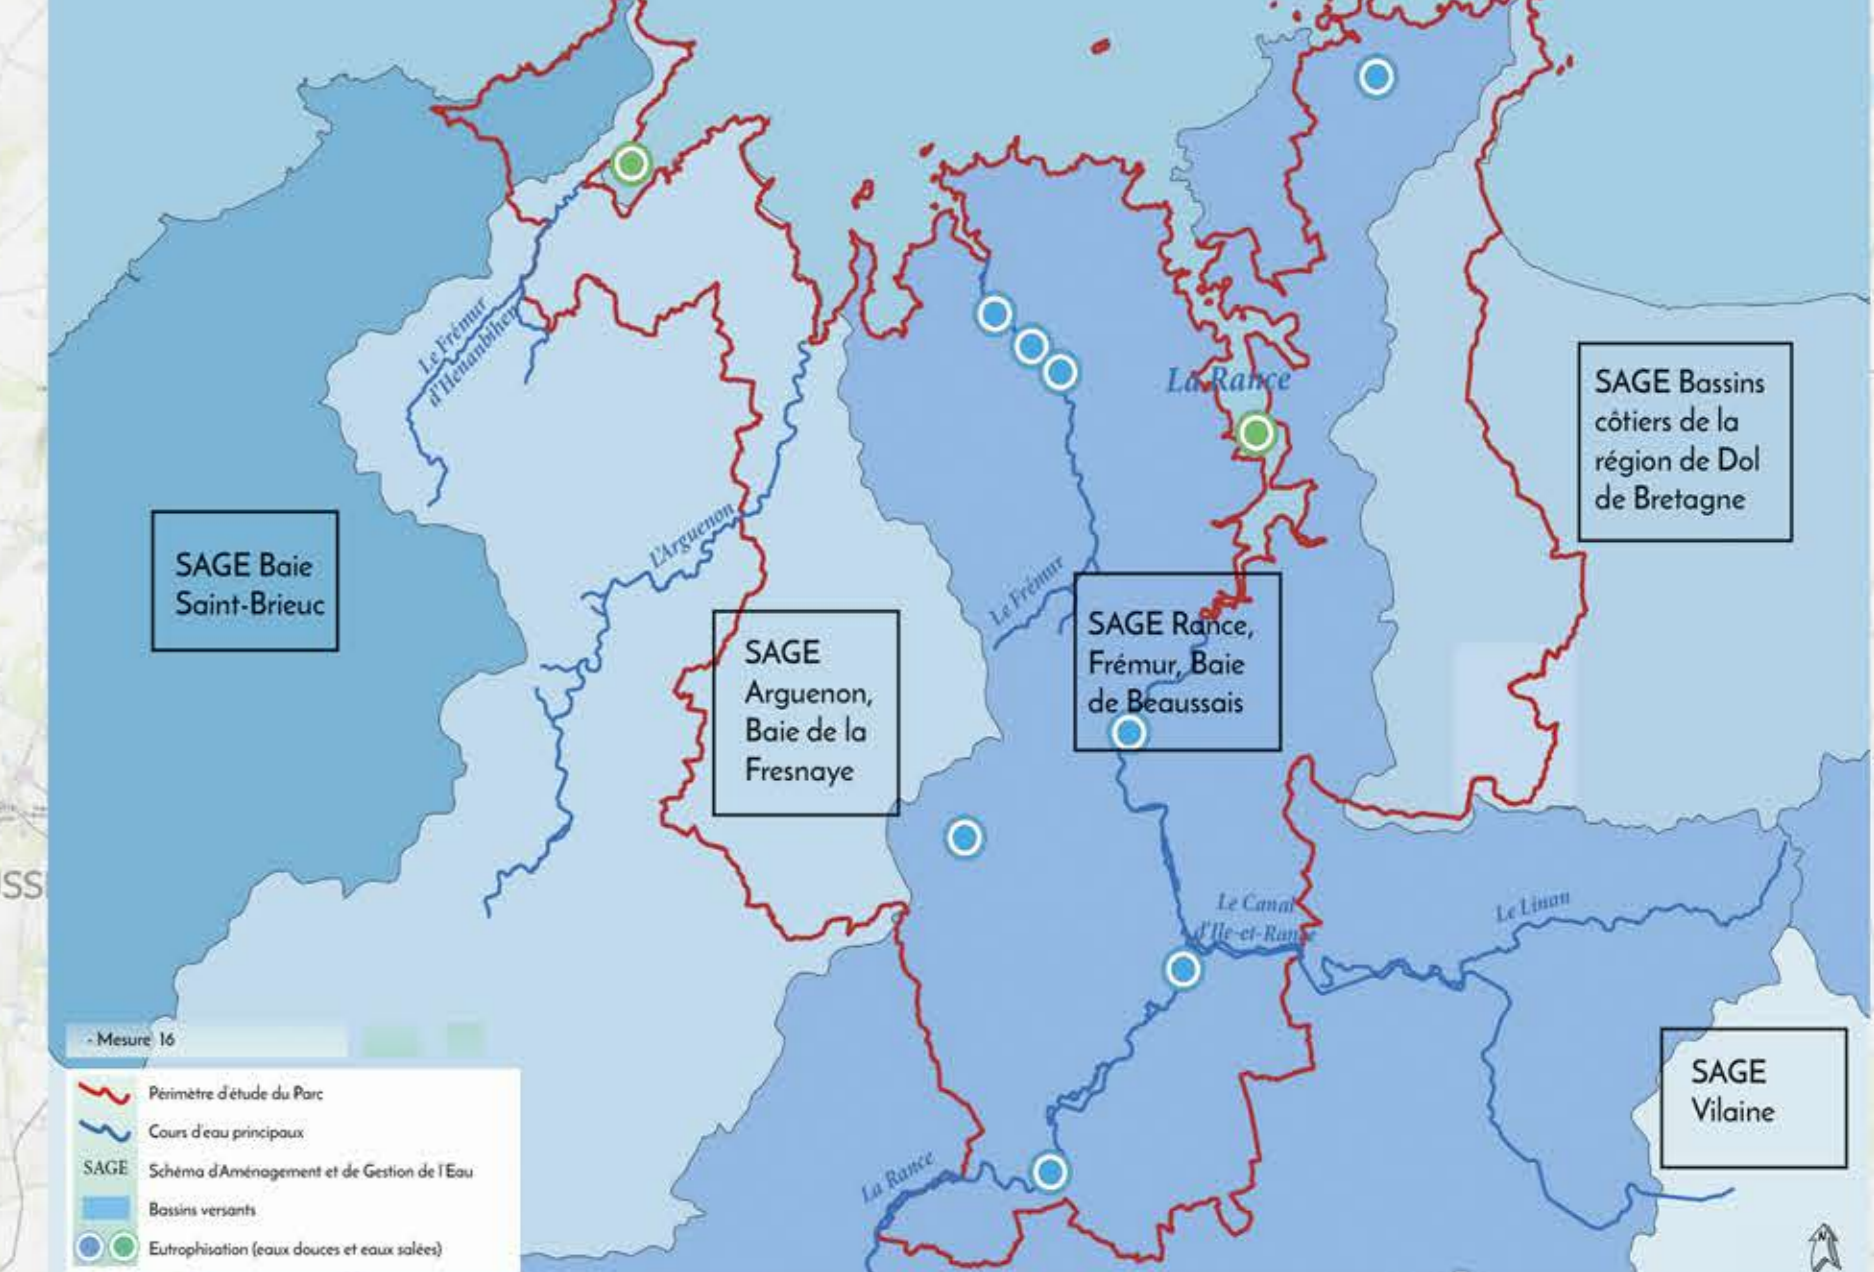 La Rance
Le Frémur
d'Hénanbihen
SAGE Bassins
côtiers de la
région de Dol
de Bretagne
L'Arguenon
SAGE Baie
Saint-Brieuc
Le Frémur
SAGE Rance,
Frémur, Baie
de Beaussais
SAGE
Arguenon,
Baie de la
Fresnaye
Le Canal
d'Ile-et-Rance
Le Linan
- Mesure 16
SAGE
Vilaine
La Rance
Périmètre d'étude du Parc
Cours d'eau principaux
SAGE Schéma d'Aménagement et de Gestion de l'Eau
Bassins versants
Eutrophisation (eaux douces et eaux salées)
N